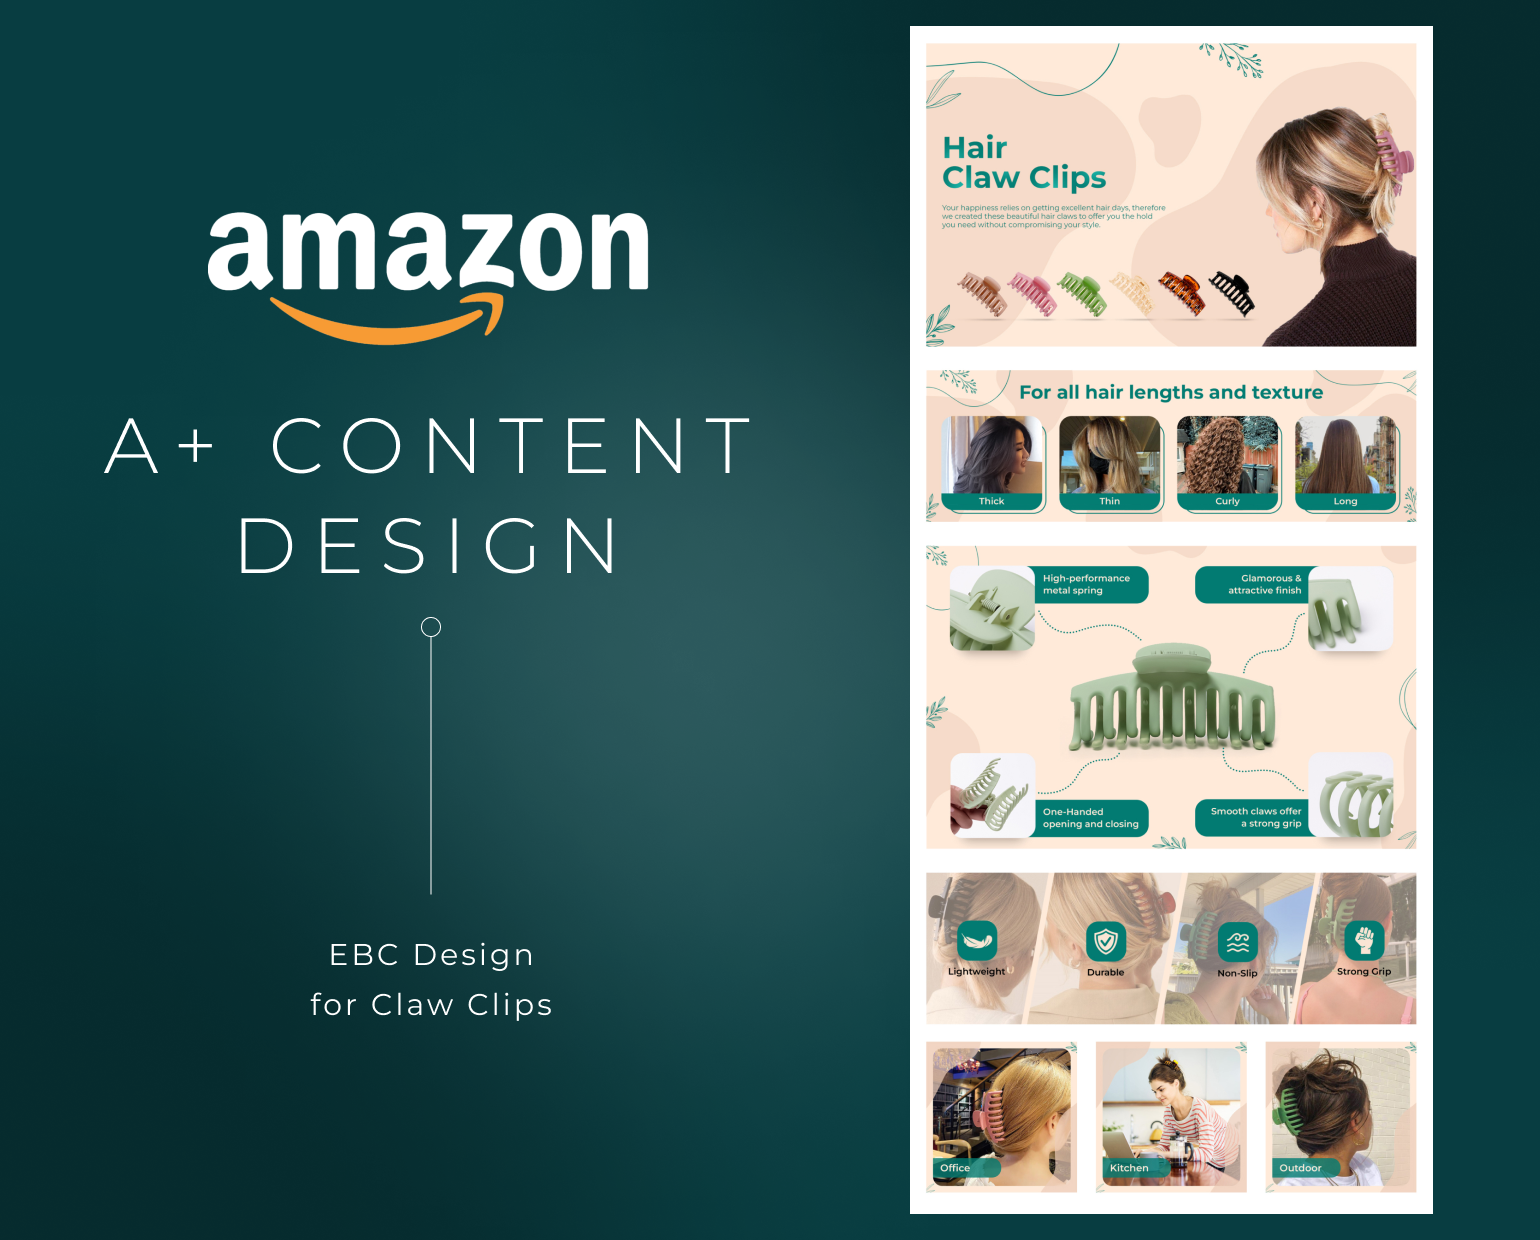 amazon
A+ CONTENT
DESIGN
EBC Design
for Claw Clips
Hair
Claw Clips
Your happiness relies on getting excellent hair days, therefore
we created these beautiful hair claws to offer you the hold
you need without compromising your style.
For all hair lengths and texture
Thick
Thin
Curly
Long
High-performance
metal spring
Glamorous &
attractive finish
One-Handed
opening and closing
Smooth claws offer
a strong grip
Lightweight
Durable
Non-Slip
Strong Grip
Office
Kitchen
Outdoor